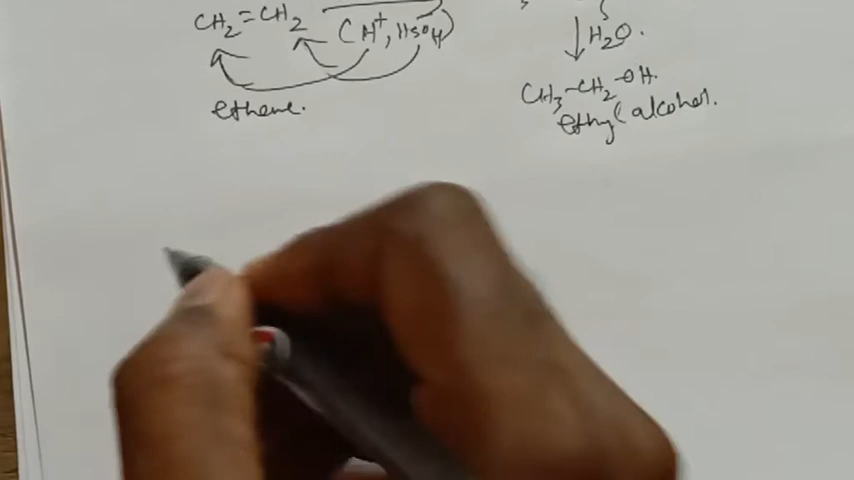 CH₂=CH₂ (H⁺, HSO₄)
H₂O.
CH₃-CH₂-OH.
ethene.
ethyl alcohol.